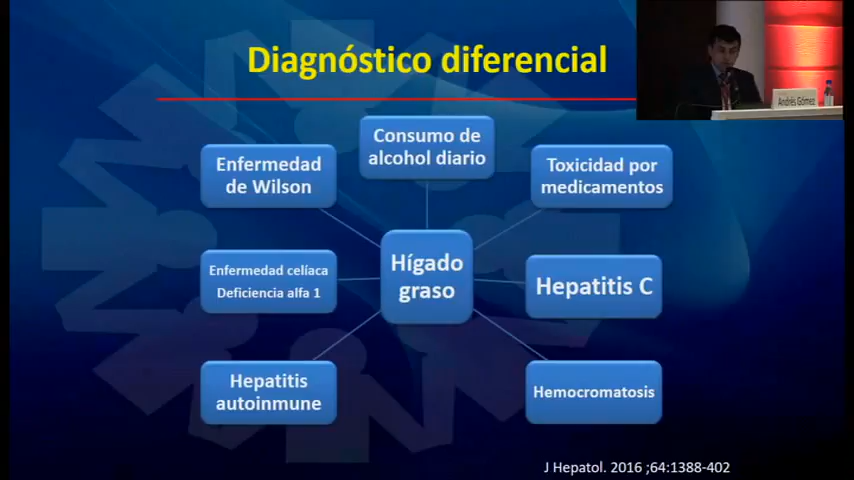 Diagnóstico diferencial
Andrés Gómez
Consumo de
alcohol diario
Enfermedad
de Wilson
Toxicidad por
medicamentos
Hígado
graso
Enfermedad celíaca
Deficiencia alfa 1
Hepatitis C
Hepatitis
autoinmune
Hemocromatosis
J Hepatol. 2016 ;64:1388-402